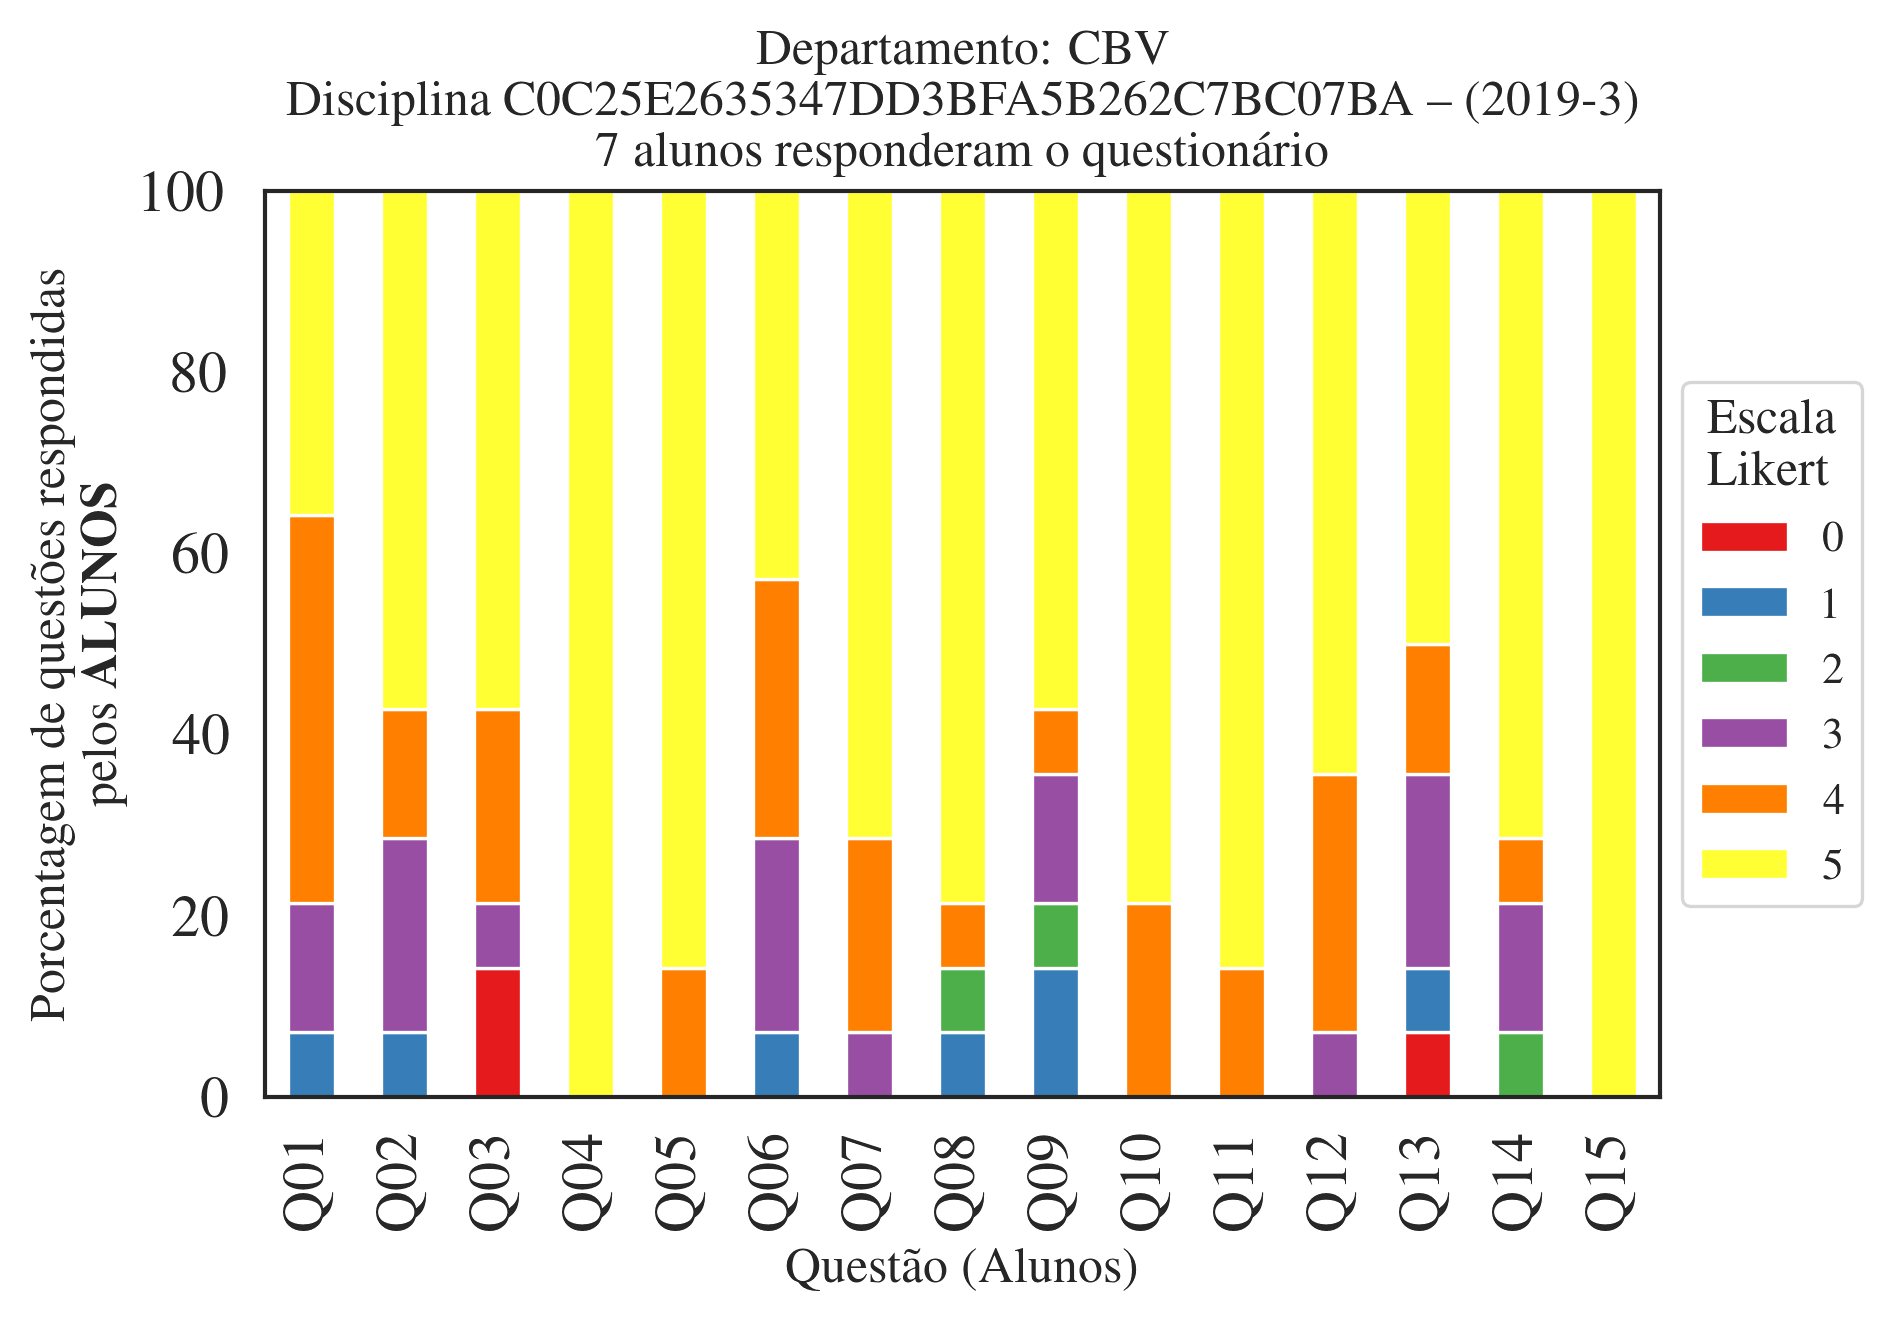 Departamento: CBV
Disciplina C0C25E2635347DD3BFA5B262C7BC07BA – (2019-3)
7 alunos responderam o questionário
Porcentagem de questões respondidas
pelos ALUNOS
100
80
60
40
20
0
Q01
Q02
Q03
Q04
Q05
Q06
Q07
Q08
Q09
Q10
Q11
Q12
Q13
Q14
Q15
Questão (Alunos)
Escala
Likert
0
1
2
3
4
5